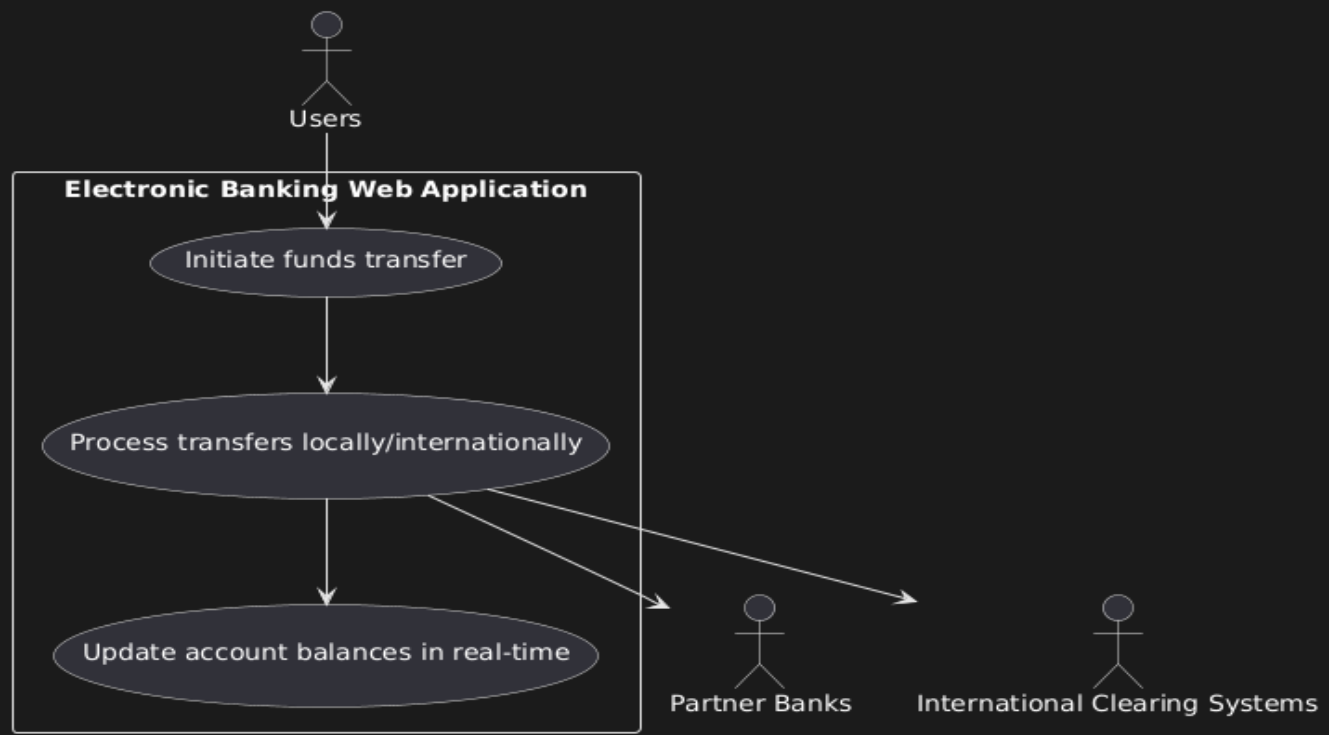 Users
Electronic Banking Web Application
Initiate funds transfer
Process transfers locally/internationally
Update account balances in real-time
Partner Banks
International Clearing Systems